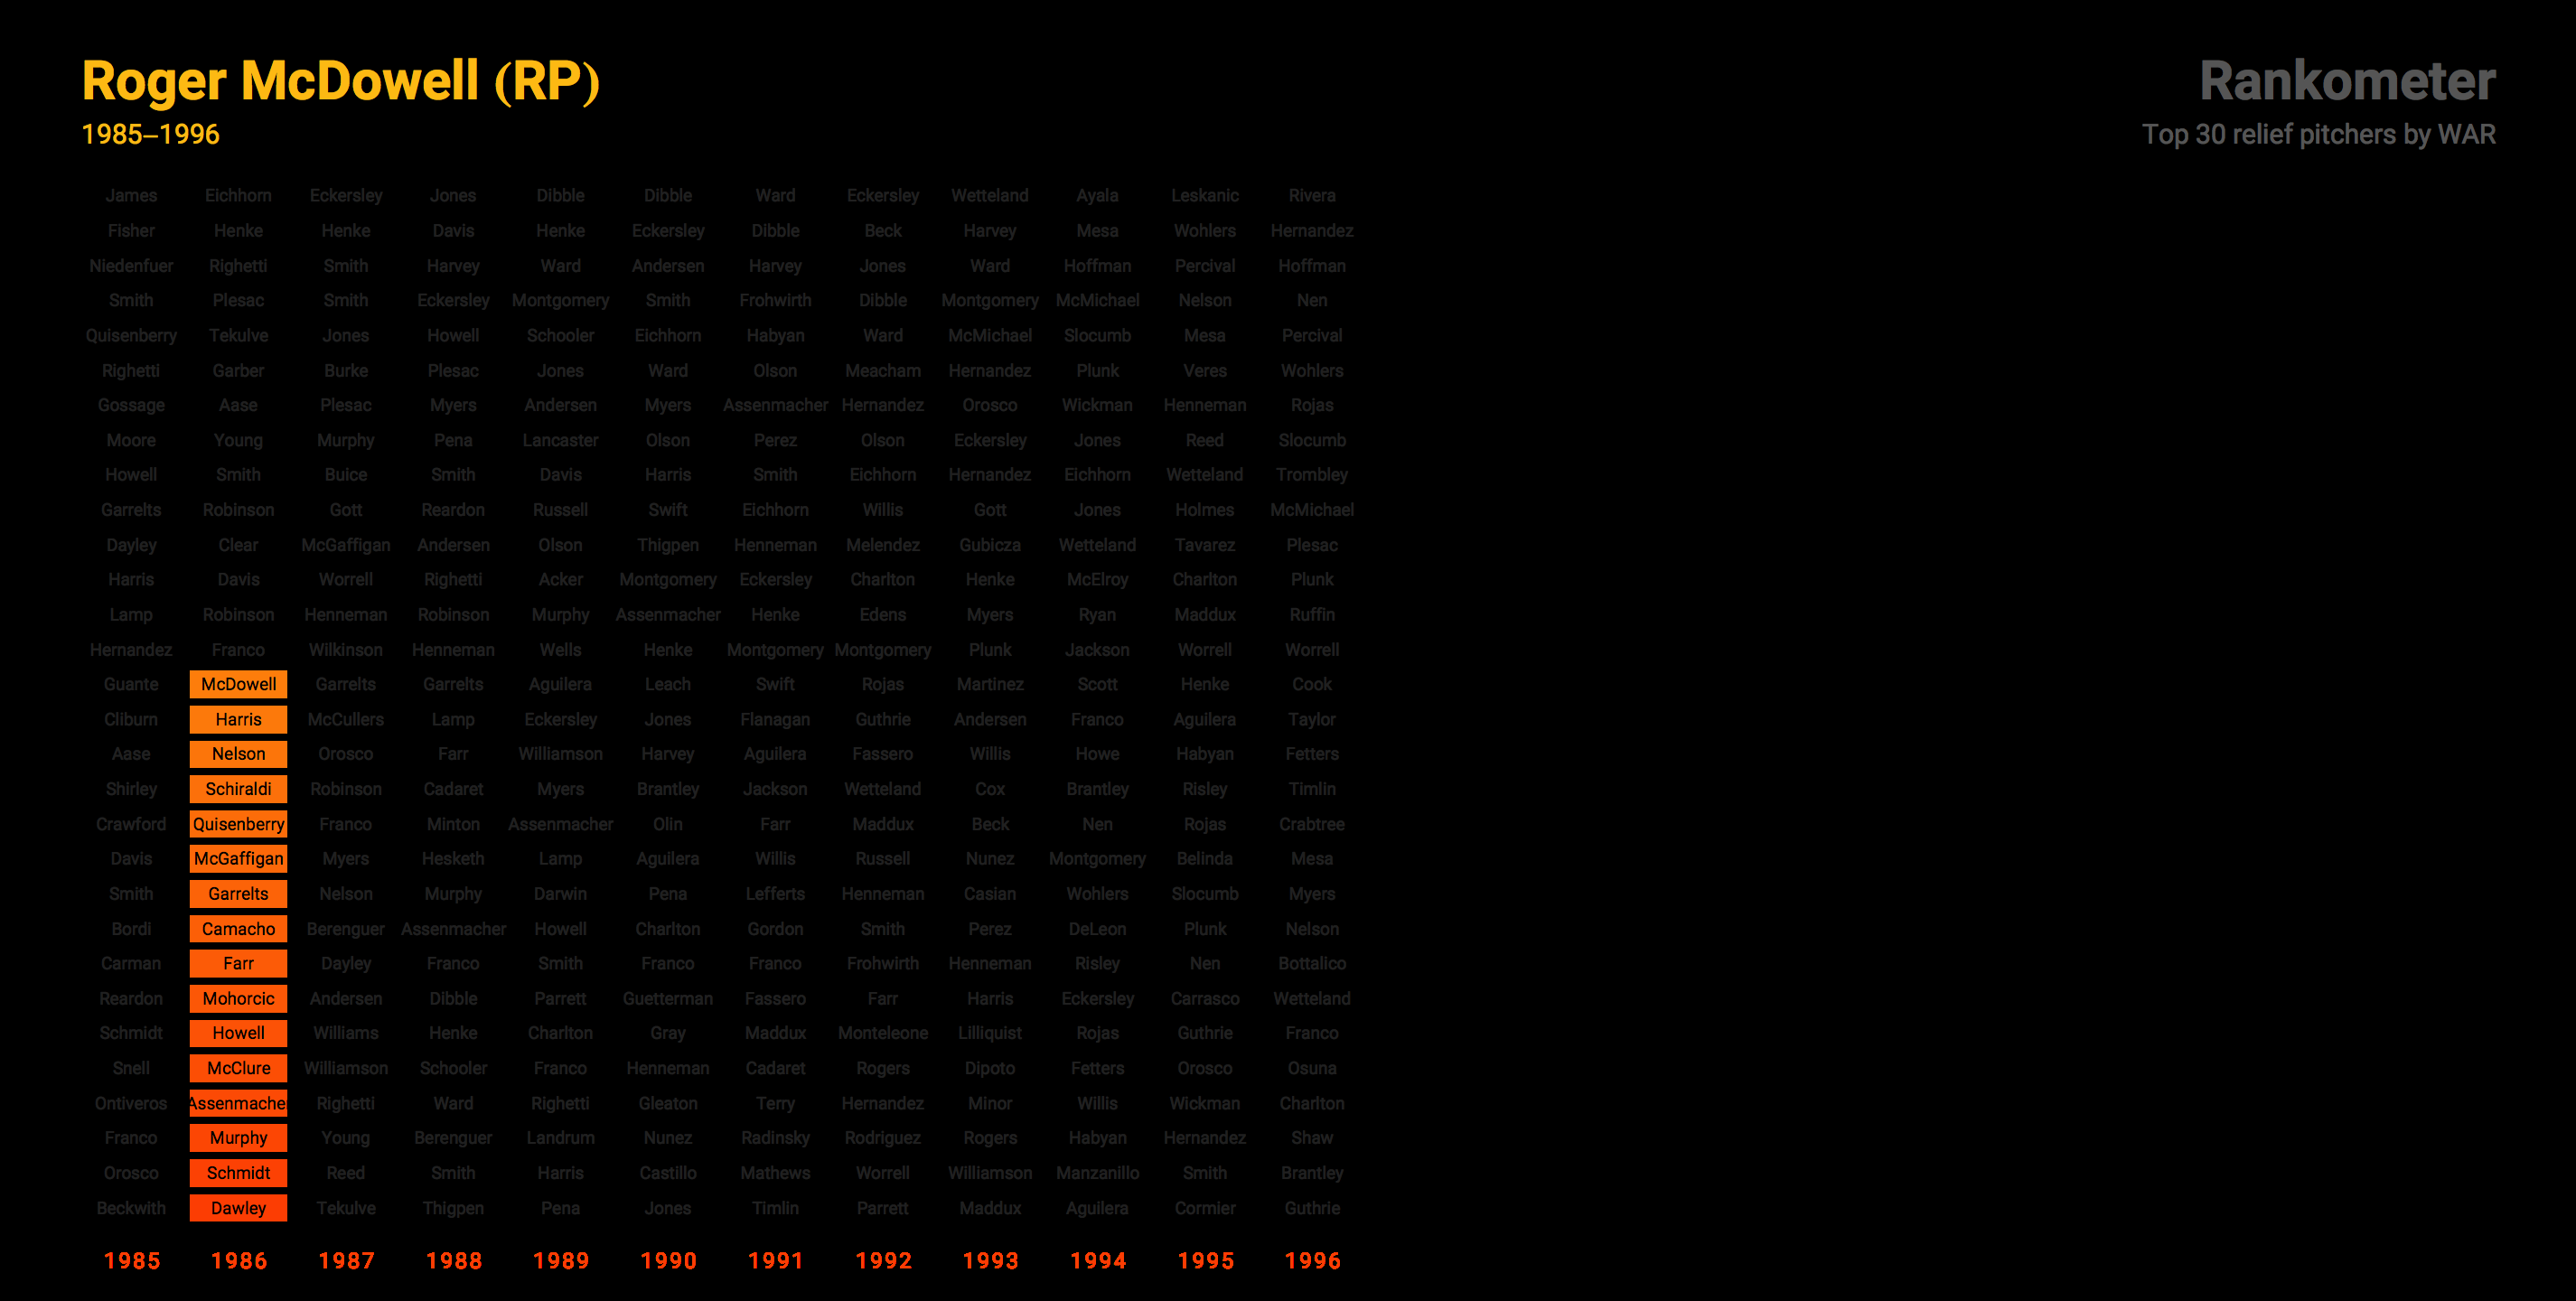 Roger McDowell (RP)
1985–1996
Rankometer
Top 30 relief pitchers by WAR
James Eichhorn Eckersley Jones Dibble Dibble Ward Eckersley Wetteland Ayala Leskanic Rivera
Fisher Henke Henke Davis Henke Eckersley Dibble Beck Harvey Mesa Wohlers Hernandez
Niedenfuer Righetti Smith Harvey Ward Andersen Harvey Jones Ward Hoffman Percival Hoffman
Smith Plesac Smith Eckersley Montgomery Smith Frohwirth Dibble Montgomery McMichael Nelson Nen
Quisenberry Tekulve Jones Howell Schooler Eichhorn Habyan Ward McMichael Slocumb Mesa Percival
Righetti Garber Burke Plesac Jones Ward Olson Meacham Hernandez Plunk Veres Wohlers
Gossage Aase Plesac Myers Andersen Myers Assenmacher Hernandez Orosco Wickman Henneman Rojas
Moore Young Murphy Pena Lancaster Olson Perez Olson Eckersley Jones Reed Slocumb
Howell Smith Buice Smith Davis Harris Smith Eichhorn Hernandez Eichhorn Wetteland Trombley
Garrelts Robinson Gott Reardon Russell Swift Eichhorn Willis Gott Jones Holmes McMichael
Dayley Clear McGaffigan Andersen Olson Thigpen Henneman Melendez Gubicza Wetteland Tavarez Plesac
Harris Davis Worrell Righetti Acker Montgomery Eckersley Charlton Henke McElroy Charlton Plunk
Lamp Robinson Henneman Robinson Murphy Assenmacher Henke Edens Myers Ryan Maddux Ruffin
Hernandez Franco Wilkinson Henneman Wells Henke Montgomery Montgomery Plunk Jackson Worrell Worrell
Guante McDowell Garrelts Garrelts Aguilera Leach Swift Rojas Martinez Scott Henke Cook
Cliburn Harris McCullers Lamp Eckersley Jones Flanagan Guthrie Andersen Franco Aguilera Taylor
Aase Nelson Orosco Farr Williamson Harvey Aguilera Fassero Willis Howe Habyan Fetters
Shirley Schiraldi Robinson Cadaret Myers Brantley Jackson Wetteland Cox Brantley Risley Timlin
Crawford Quisenberry Franco Minton Assenmacher Olin Farr Maddux Beck Nen Rojas Crabtree
Davis McGaffigan Myers Hesketh Lamp Aguilera Willis Russell Nunez Montgomery Belinda Mesa
Smith Garrelts Nelson Murphy Darwin Pena Lefferts Henneman Casian Wohlers Slocumb Myers
Bordi Camacho Berenguer Assenmacher Howell Charlton Gordon Smith Perez DeLeon Plunk Nelson
Carman Farr Dayley Franco Smith Franco Franco Frohwirth Henneman Risley Nen Bottalico
Reardon Mohorcic Andersen Dibble Parrett Guetterman Fassero Farr Harris Eckersley Carrasco Wetteland
Schmidt Howell Williams Henke Charlton Gray Maddux Monteleone Lilliquist Rojas Guthrie Franco
Snell McClure Williamson Schooler Franco Henneman Cadaret Rogers Dipoto Fetters Orosco Osuna
Ontiveros Assenmacher Righetti Ward Righetti Gleaton Terry Hernandez Minor Willis Wickman Charlton
Franco Murphy Young Berenguer Landrum Nunez Radinsky Rodriguez Rogers Habyan Hernandez Shaw
Orosco Schmidt Reed Smith Harris Castillo Mathews Worrell Williamson Manzanillo Smith Brantley
Beckwith Dawley Tekulve Thigpen Pena Jones Timlin Parrett Maddux Aguilera Cormier Guthrie
1985 1986 1987 1988 1989 1990 1991 1992 1993 1994 1995 1996